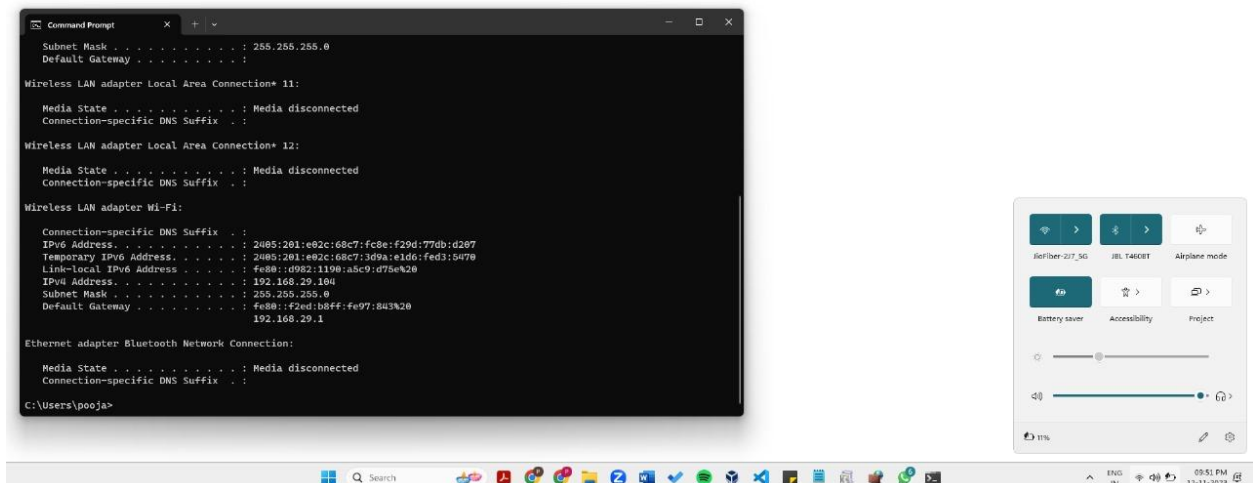 Command Prompt
Subnet Mask . . . . . . . . . . . : 255.255.255.0
Default Gateway . . . . . . . . . :
Wireless LAN adapter Local Area Connection* 11:
Media State . . . . . . . . . . . : Media disconnected
Connection-specific DNS Suffix  . :
Wireless LAN adapter Local Area Connection* 12:
Media State . . . . . . . . . . . : Media disconnected
Connection-specific DNS Suffix  . :
Wireless LAN adapter Wi-Fi:
Connection-specific DNS Suffix  . :
IPv6 Address. . . . . . . . . . . : 2405:201:e02c:68c7:fc8e:f29d:77db:d207
Temporary IPv6 Address. . . . . . : 2405:201:e02c:68c7:3d9a:e1d6:fed3:5470
Link-local IPv6 Address . . . . . : fe80::d982:1190:a5c9:d75e%20
IPv4 Address. . . . . . . . . . . : 192.168.29.104
Subnet Mask . . . . . . . . . . . : 255.255.255.0
Default Gateway . . . . . . . . . : fe80::f2ed:b8ff:fe97:843%20
192.168.29.1
Ethernet adapter Bluetooth Network Connection:
Media State . . . . . . . . . . . : Media disconnected
Connection-specific DNS Suffix  . :
C:\Users\pooja>
JioFiber-2J7_5G JBL T460BT Airplane mode
Battery saver Accessibility Project
11%
Search
ENG 09:51 PM
IN 12-11-2023